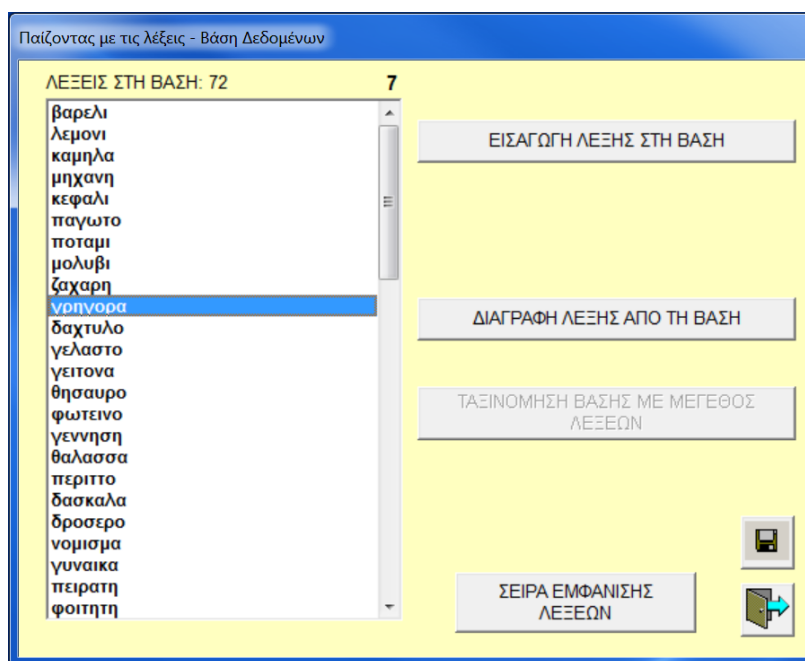 Παίζοντας με τις λέξεις - Βάση Δεδομένων
ΛΕΞΕΙΣ ΣΤΗ ΒΑΣΗ: 72 7
βαρελι
λεμονι
καμηλα
μηχανη
κεφαλι
παγωτο
ποταμι
μολυβι
ζαχαρη
γρηγορα
δαχτυλο
γελαστο
γειτονα
θησαυρο
φωτεινο
γεννηση
θαλασσα
περιττο
δασκαλα
δροσερο
νομισμα
γυναικα
πειρατη
φοιτητη
ΕΙΣΑΓΩΓΗ ΛΕΞΗΣ ΣΤΗ ΒΑΣΗ
ΔΙΑΓΡΑΦΗ ΛΕΞΗΣ ΑΠΟ ΤΗ ΒΑΣΗ
ΤΑΞΙΝΟΜΗΣΗ ΒΑΣΗΣ ΜΕ ΜΕΓΕΘΟΣ
ΛΕΞΕΩΝ
ΣΕΙΡΑ ΕΜΦΑΝΙΣΗΣ
ΛΕΞΕΩΝ